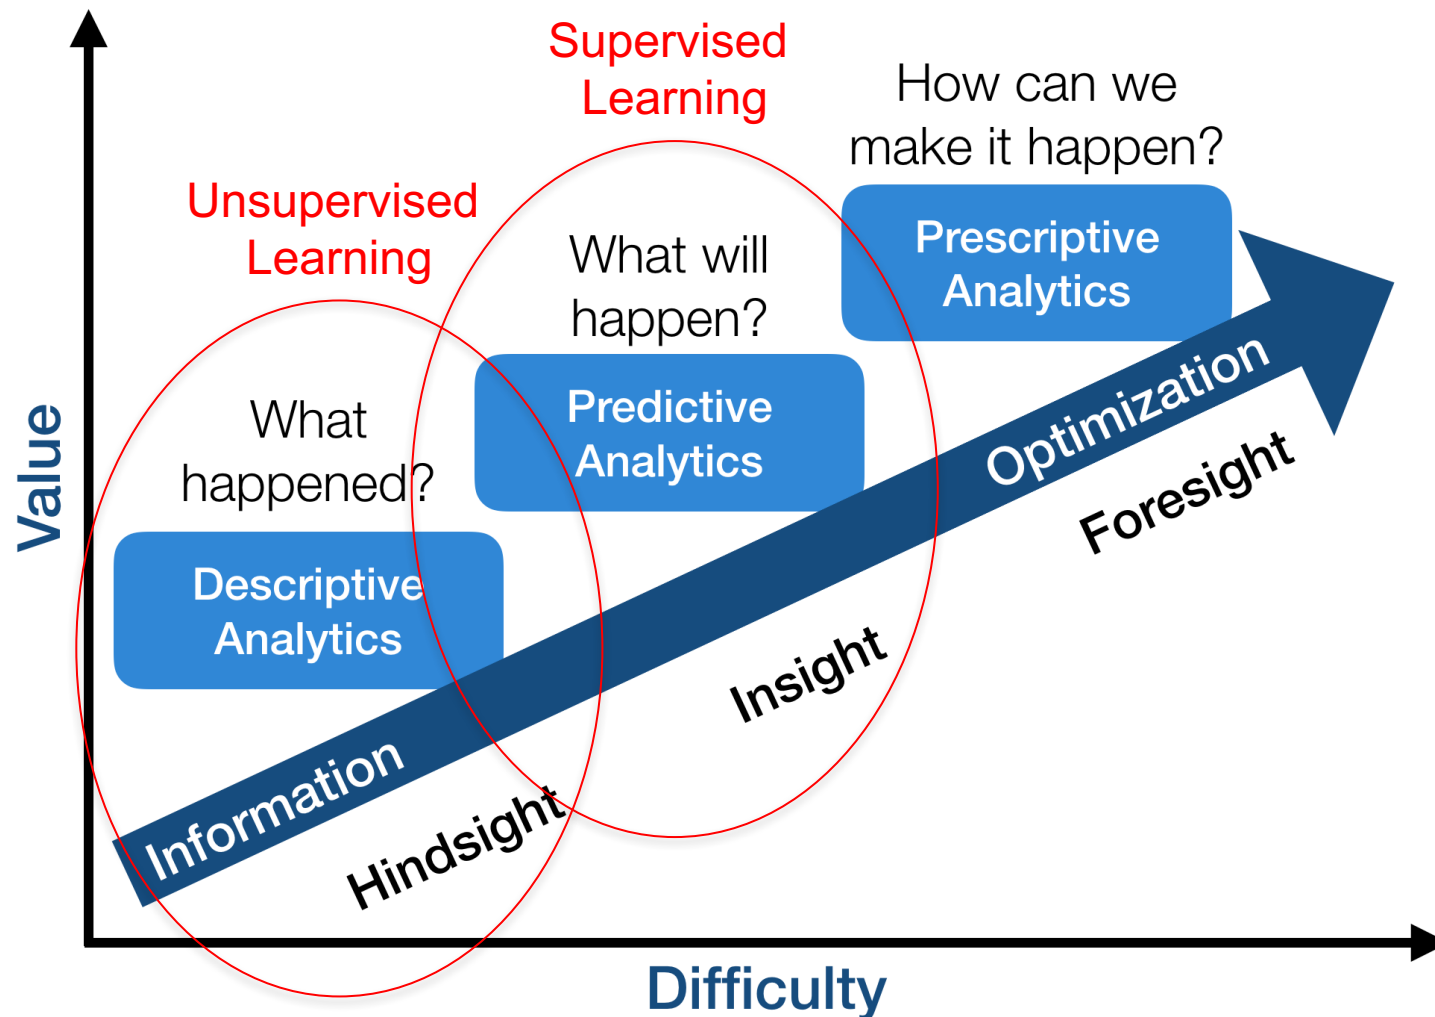 Supervised
Learning
How can we
make it happen?
Prescriptive
Analytics
Unsupervised
Learning
What will
happen?
Predictive
Analytics
What
happened?
Descriptive
Analytics
Value
Information
Optimization
Hindsight
Insight
Foresight
Difficulty